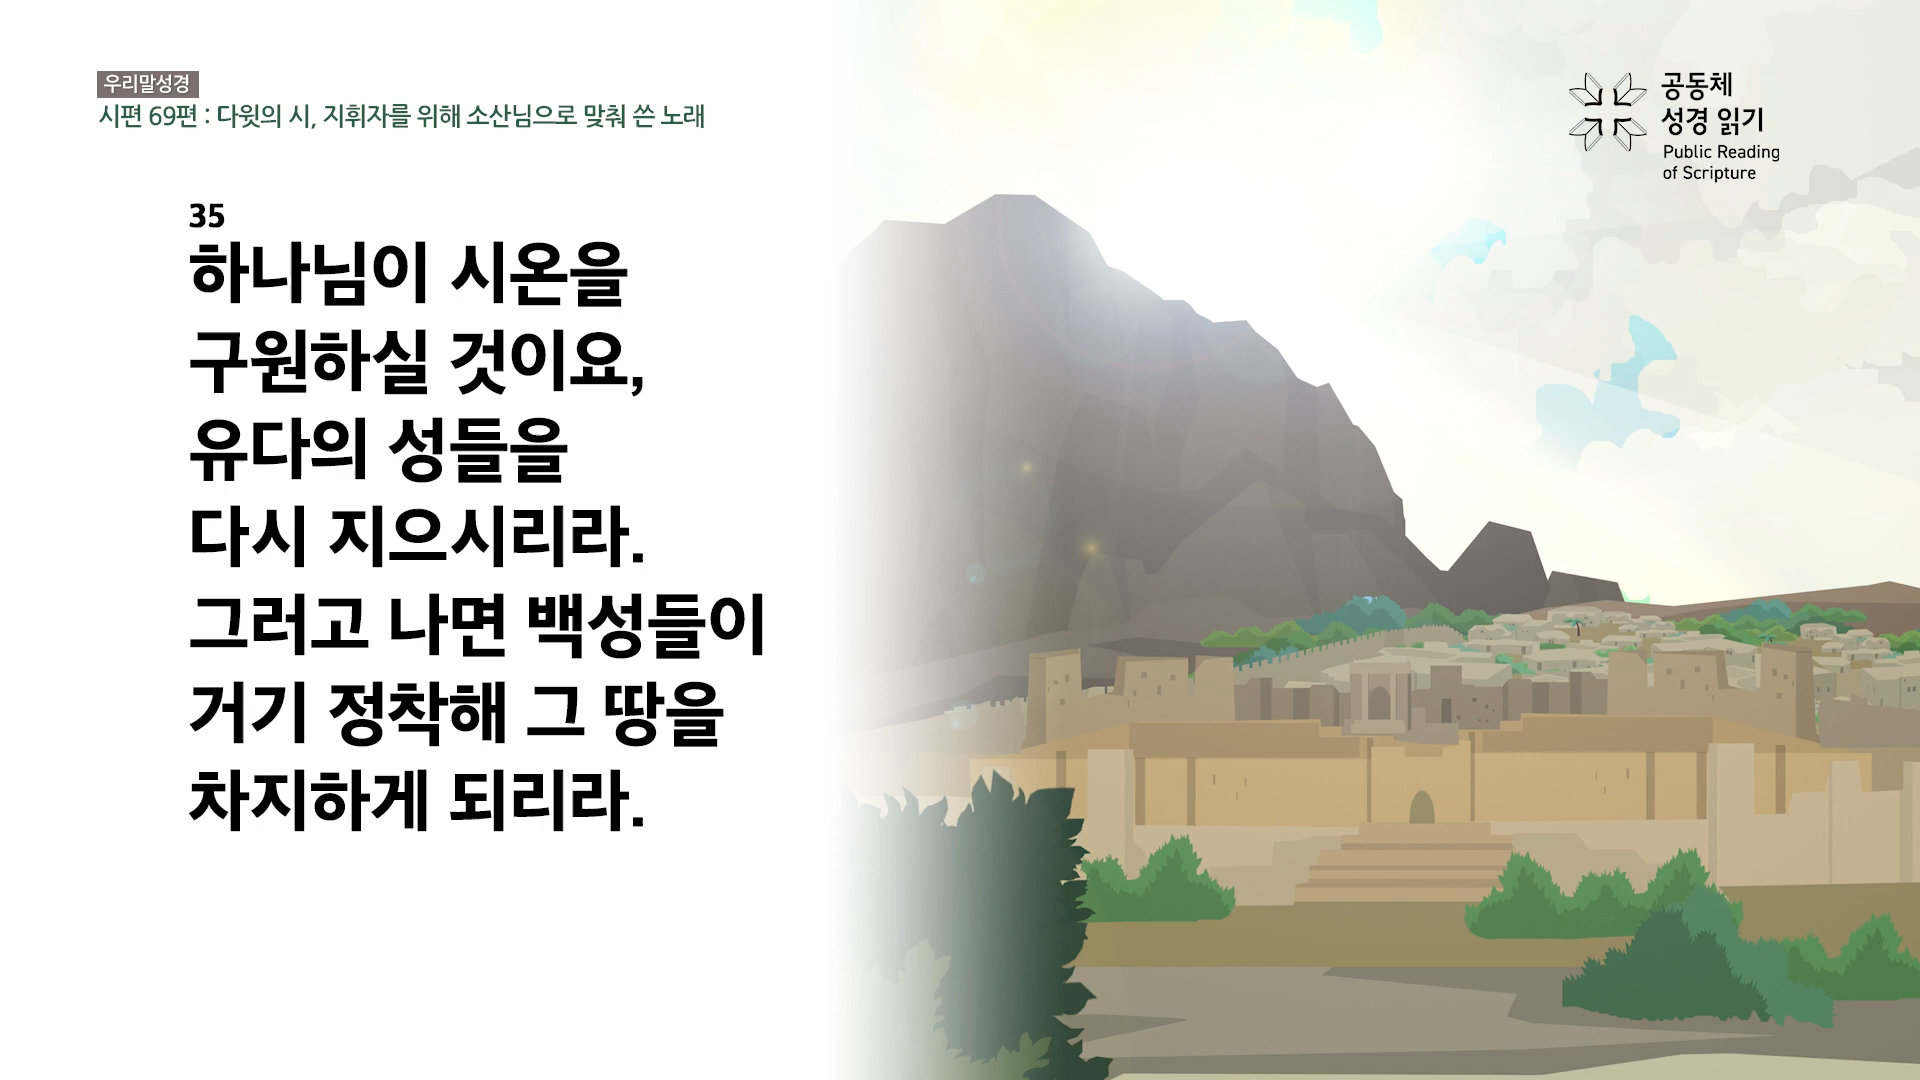 우리말성경
시편 69편 : 다윗의 시, 지휘자를 위해 소산님으로 맞춰 쓴 노래
공동체
성경 읽기
Public Reading
of Scripture
35
하나님이 시온을
구원하실 것이요,
유다의 성들을
다시 지으시리라.
그러고 나면 백성들이
거기 정착해 그 땅을
차지하게 되리라.